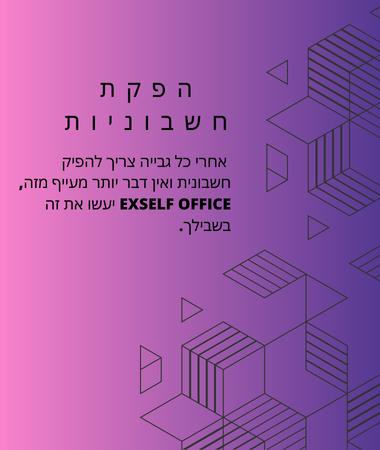 הפקת
חשבוניות
אחרי כל גבייה צריך להפיק
חשבונית ואין דבר יותר מעייף מזה,
EXSELF OFFICE יעשו את זה
בשבילך.